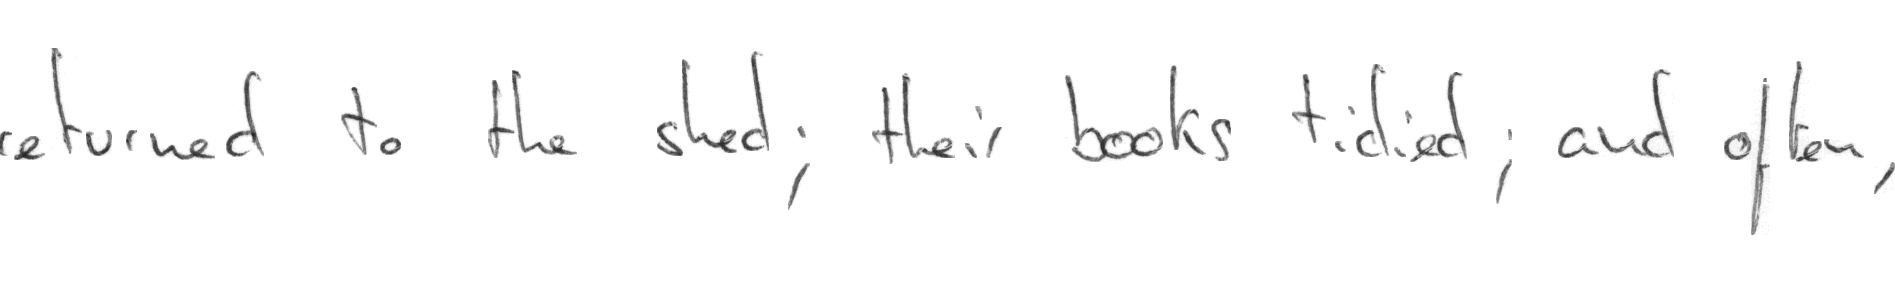 returned to the shed; their books tidied; and often,